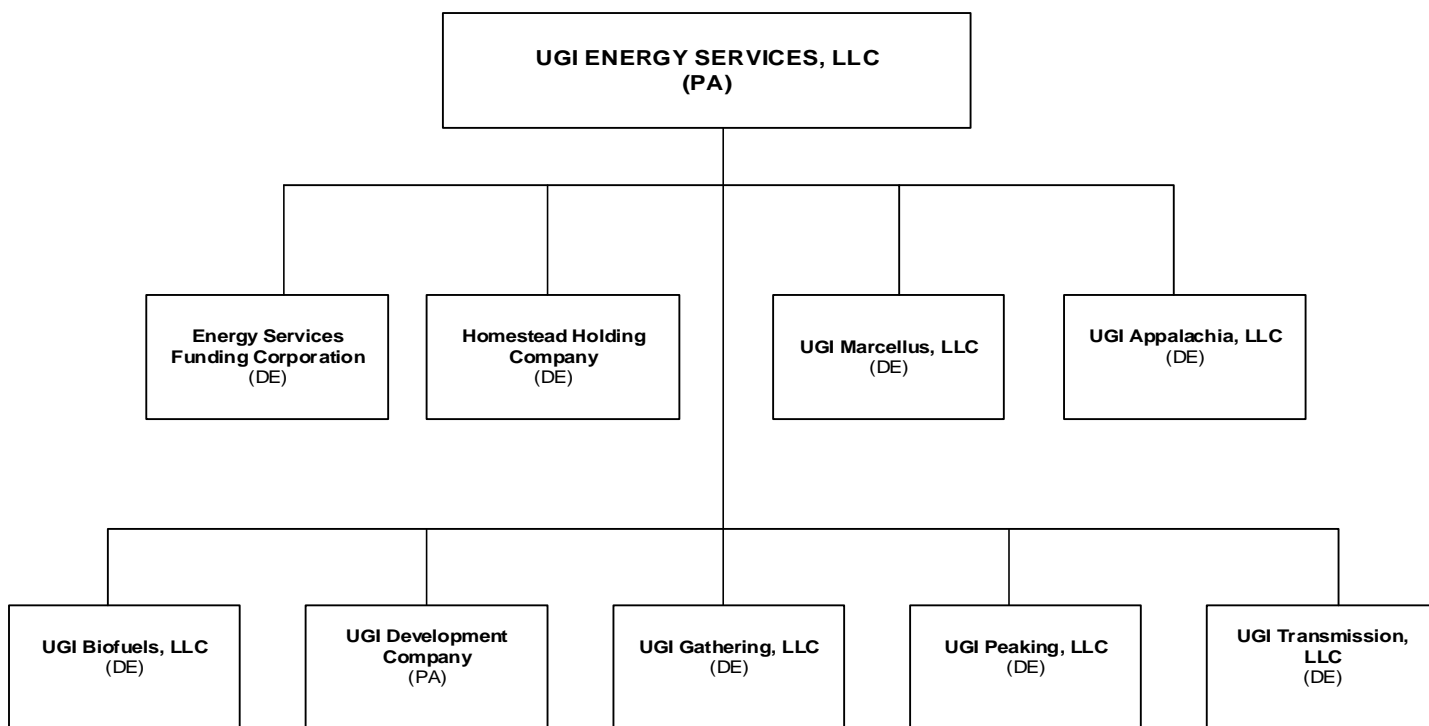 UGI ENERGY SERVICES, LLC
(PA)
Energy Services
Funding Corporation
(DE)
Homestead Holding
Company
(DE)
UGI Marcellus, LLC
(DE)
UGI Appalachia, LLC
(DE)
UGI Biofuels, LLC
(DE)
UGI Development
Company
(PA)
UGI Gathering, LLC
(DE)
UGI Peaking, LLC
(DE)
UGI Transmission,
LLC
(DE)